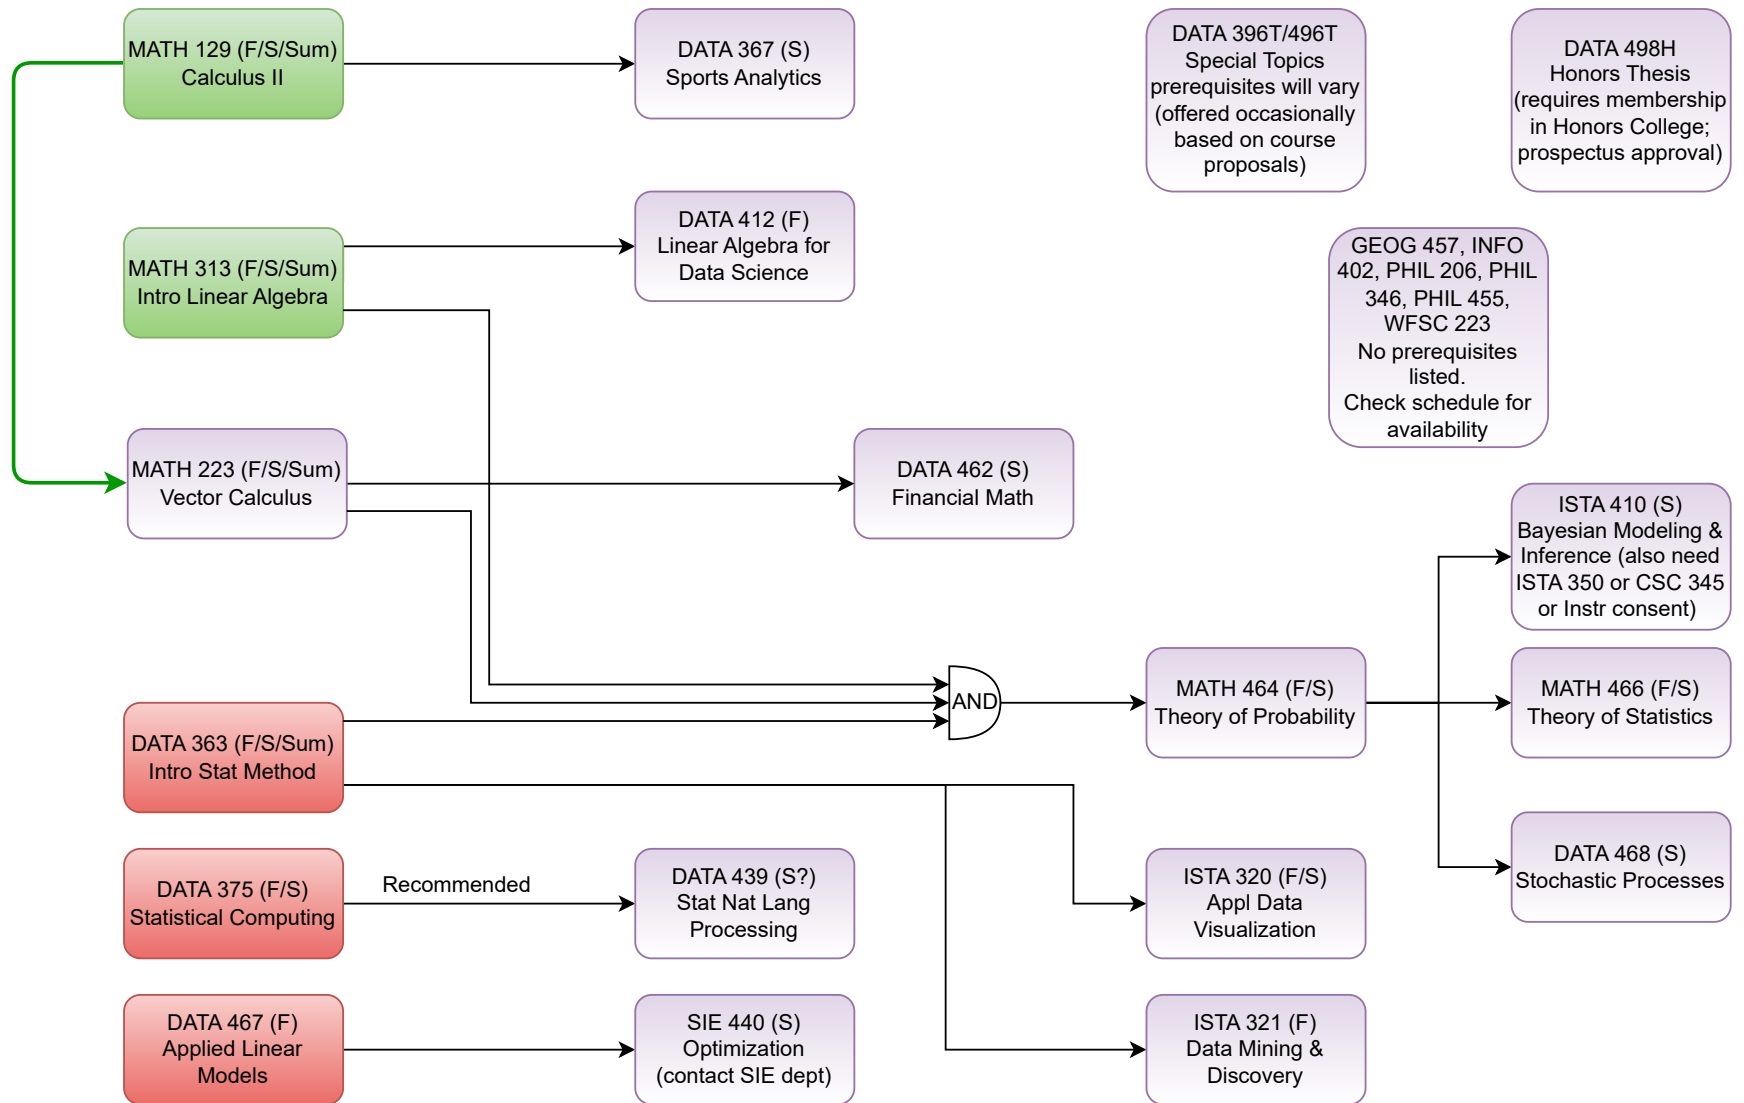 MATH 129 (F/S/Sum)
Calculus II
DATA 367 (S)
Sports Analytics
DATA 396T/496T
Special Topics
prerequisites will vary
(offered occasionally
based on course
proposals)
DATA 498H
Honors Thesis
(requires membership
in Honors College;
prospectus approval)
MATH 313 (F/S/Sum)
Intro Linear Algebra
DATA 412 (F)
Linear Algebra for
Data Science
GEOG 457, INFO
402, PHIL 206, PHIL
346, PHIL 455,
WFSC 223
No prerequisites
listed.
Check schedule for
availability
MATH 223 (F/S/Sum)
Vector Calculus
DATA 462 (S)
Financial Math
ISTA 410 (S)
Bayesian Modeling &
Inference (also need
ISTA 350 or CSC 345
or Instr consent)
AND
MATH 464 (F/S)
Theory of Probability
MATH 466 (F/S)
Theory of Statistics
DATA 363 (F/S/Sum)
Intro Stat Method
DATA 468 (S)
Stochastic Processes
DATA 375 (F/S)
Statistical Computing
Recommended
DATA 439 (S?)
Stat Nat Lang
Processing
ISTA 320 (F/S)
Appl Data
Visualization
DATA 467 (F)
Applied Linear
Models
SIE 440 (S)
Optimization
(contact SIE dept)
ISTA 321 (F)
Data Mining &
Discovery